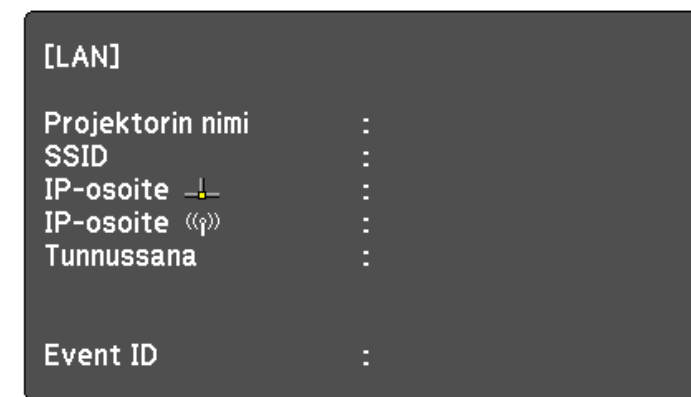 [LAN]
Projektorin nimi :
SSID :
IP-osoite :
IP-osoite :
Tunnussana :
Event ID :